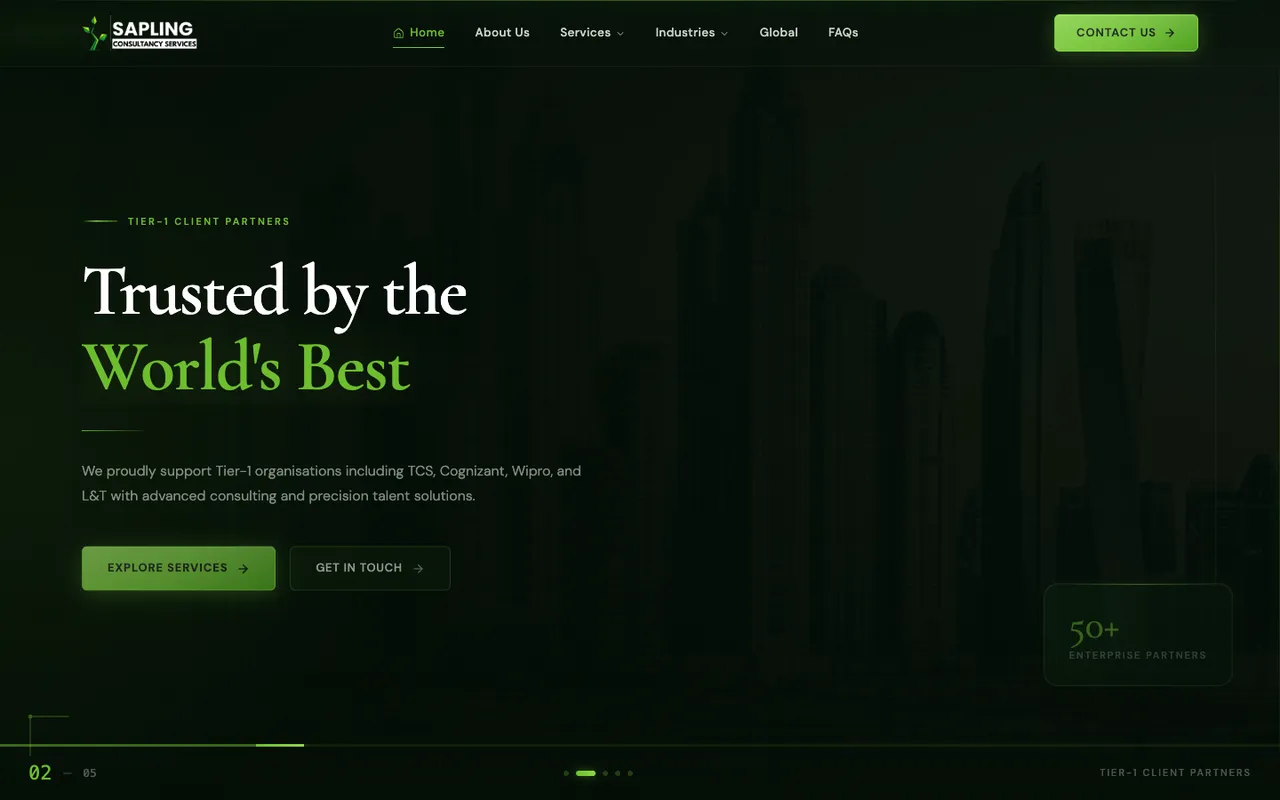 SAPLING
CONSULTANCY SERVICES
Home
About Us
Services
Industries
Global
FAQs
CONTACT US →
TIER-1 CLIENT PARTNERS
Trusted by the
World's Best
We proudly support Tier-1 organisations including TCS, Cognizant, Wipro, and
L&T with advanced consulting and precision talent solutions.
EXPLORE SERVICES →
GET IN TOUCH →
50+
ENTERPRISE PARTNERS
02 — 05
TIER-1 CLIENT PARTNERS